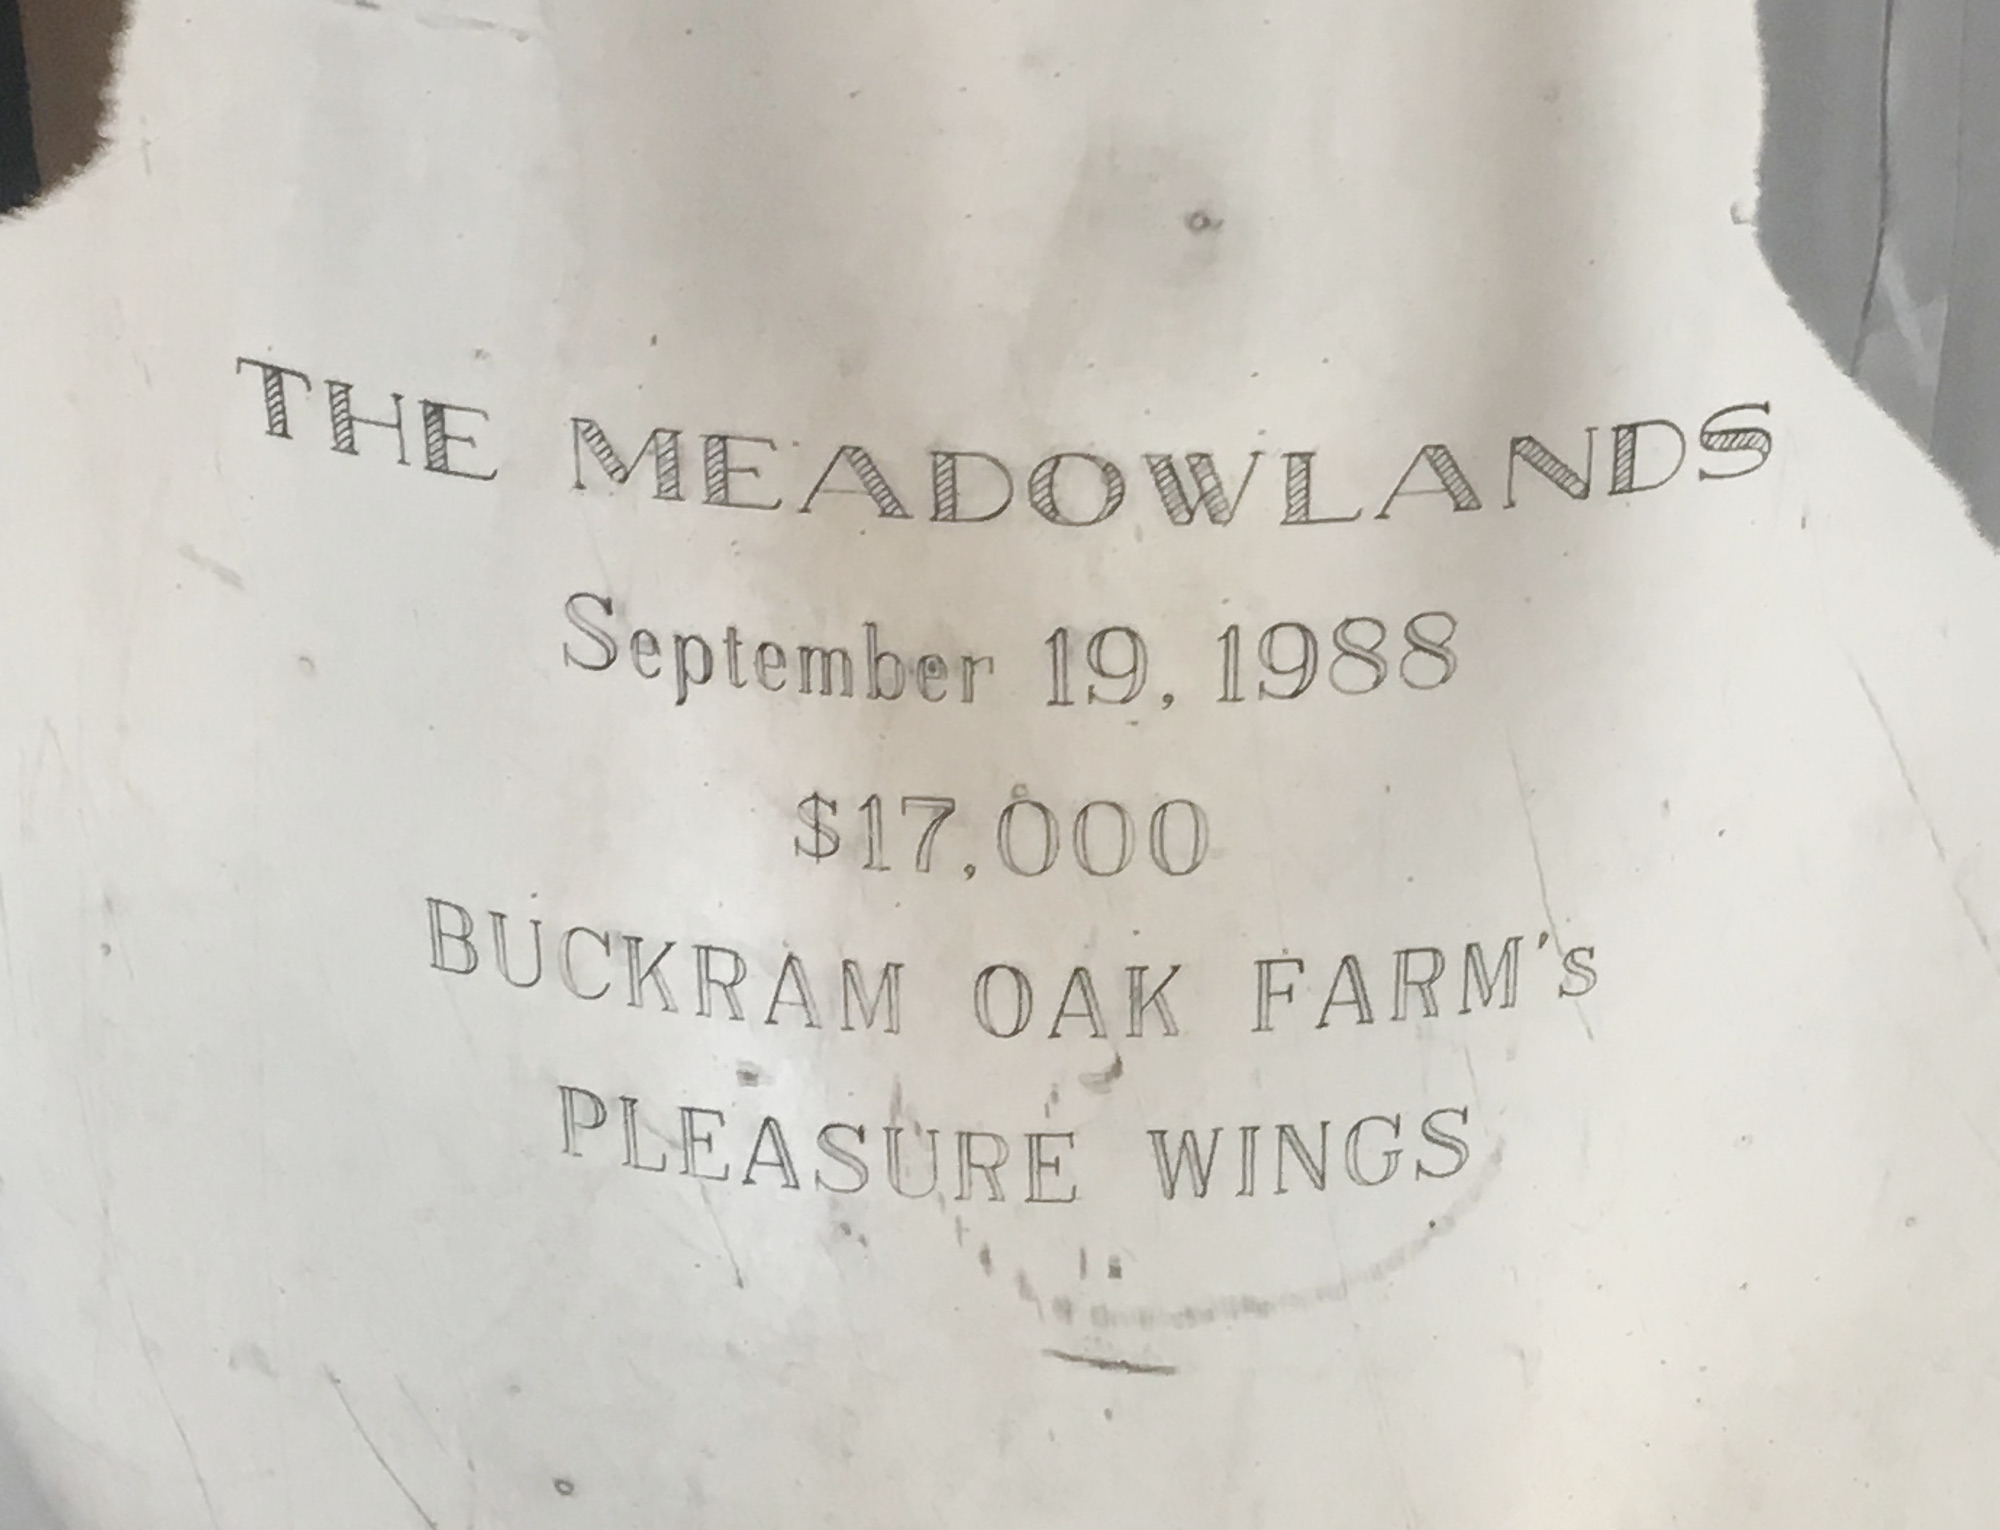 THE MEADOWLANDS
September 19, 1988
$17,000
BUCKRAM OAK FARM's
PLEASURE WINGS